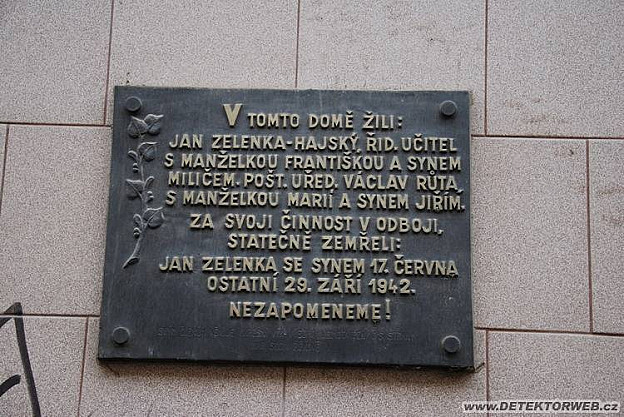 V TOMTO DOMĚ ŽILI:
JAN ZELENKA-HAJSKÝ, ŘÍD. UČITEL
S MANŽELKOU FRANTIŠKOU A SYNEM
MILIČEM. POŠT. UŘED. VÁCLAV RŮTA,
S MANŽELKOU MARIÍ A SYNEM JIŘÍM.
ZA SVOJI ČINNOST V ODBOJI,
STATEČNĚ ZEMŘELI:
JAN ZELENKA SE SYNEM 17. ČERVNA
OSTATNÍ 29. ZÁŘÍ 1942.
NEZAPOMENEME!
www.DETEKTORWEB.cz